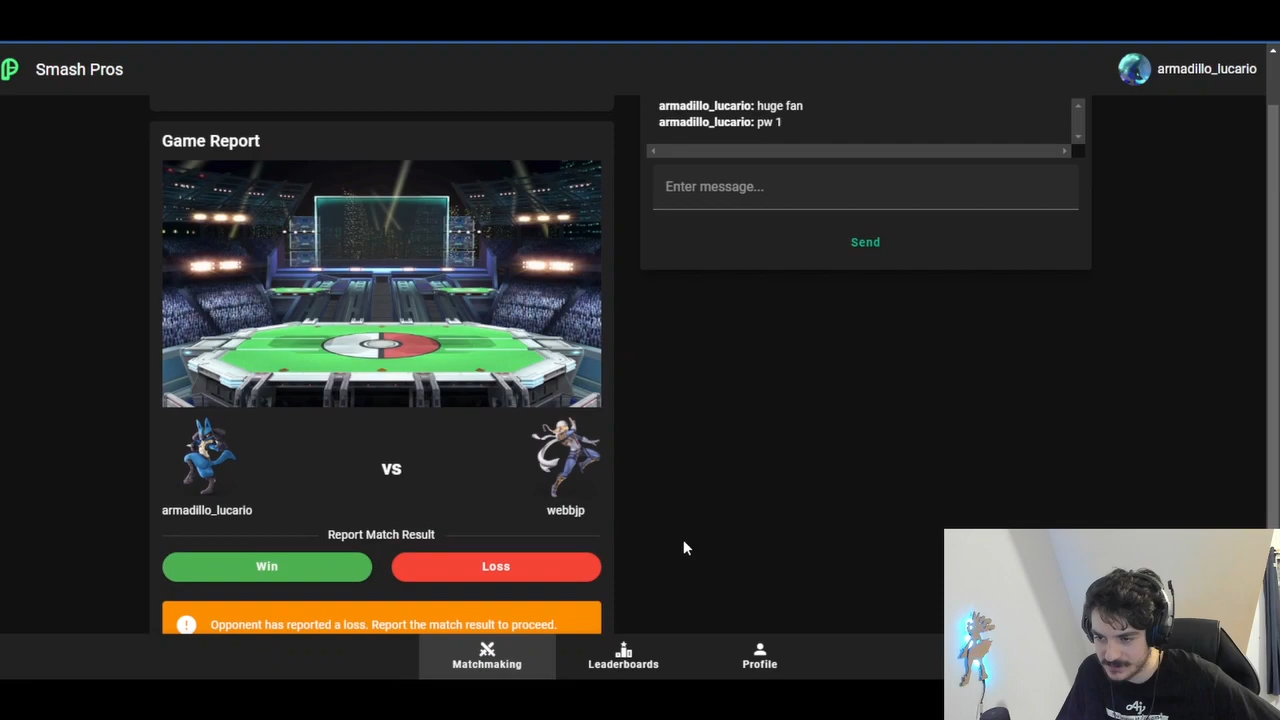 Smash Pros
armadillo_lucario
armadillo_lucario: huge fan
armadillo_lucario: pw 1
Game Report
Enter message...
Send
VS
armadillo_lucario
webbjp
Report Match Result
Win
Loss
Opponent has reported a loss. Report the match result to proceed.
Matchmaking
Leaderboards
Profile